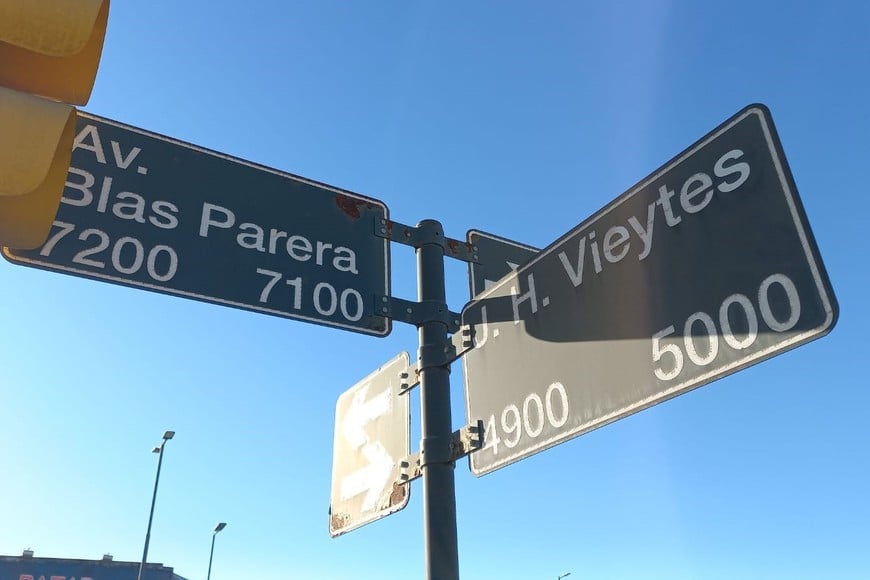 Av.
Blas Parera
7200 7100
J. H. Vieytes
4900 5000